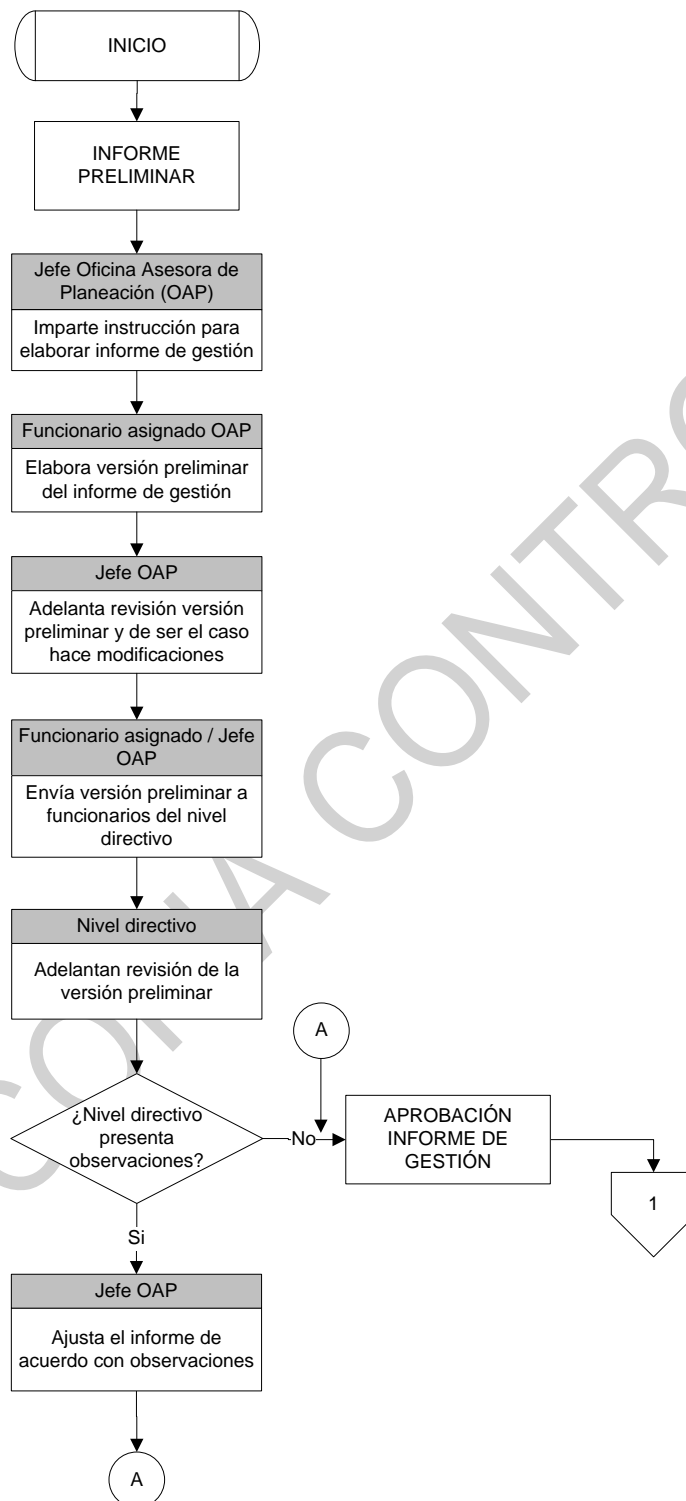 INICIO
INFORME
PRELIMINAR
Jefe Oficina Asesora de
Planeación (OAP)
Imparte instrucción para
elaborar informe de gestión
Funcionario asignado OAP
Elabora versión preliminar
del informe de gestión
Jefe OAP
Adelanta revisión versión
preliminar y de ser el caso
hace modificaciones
Funcionario asignado / Jefe
OAP
Envía versión preliminar a
funcionarios del nivel
directivo
Nivel directivo
Adelantan revisión de la
versión preliminar
A
¿Nivel directivo
presenta
observaciones?
No
APROBACIÓN
INFORME DE
GESTIÓN
1
Si
Jefe OAP
Ajusta el informe de
acuerdo con observaciones
A